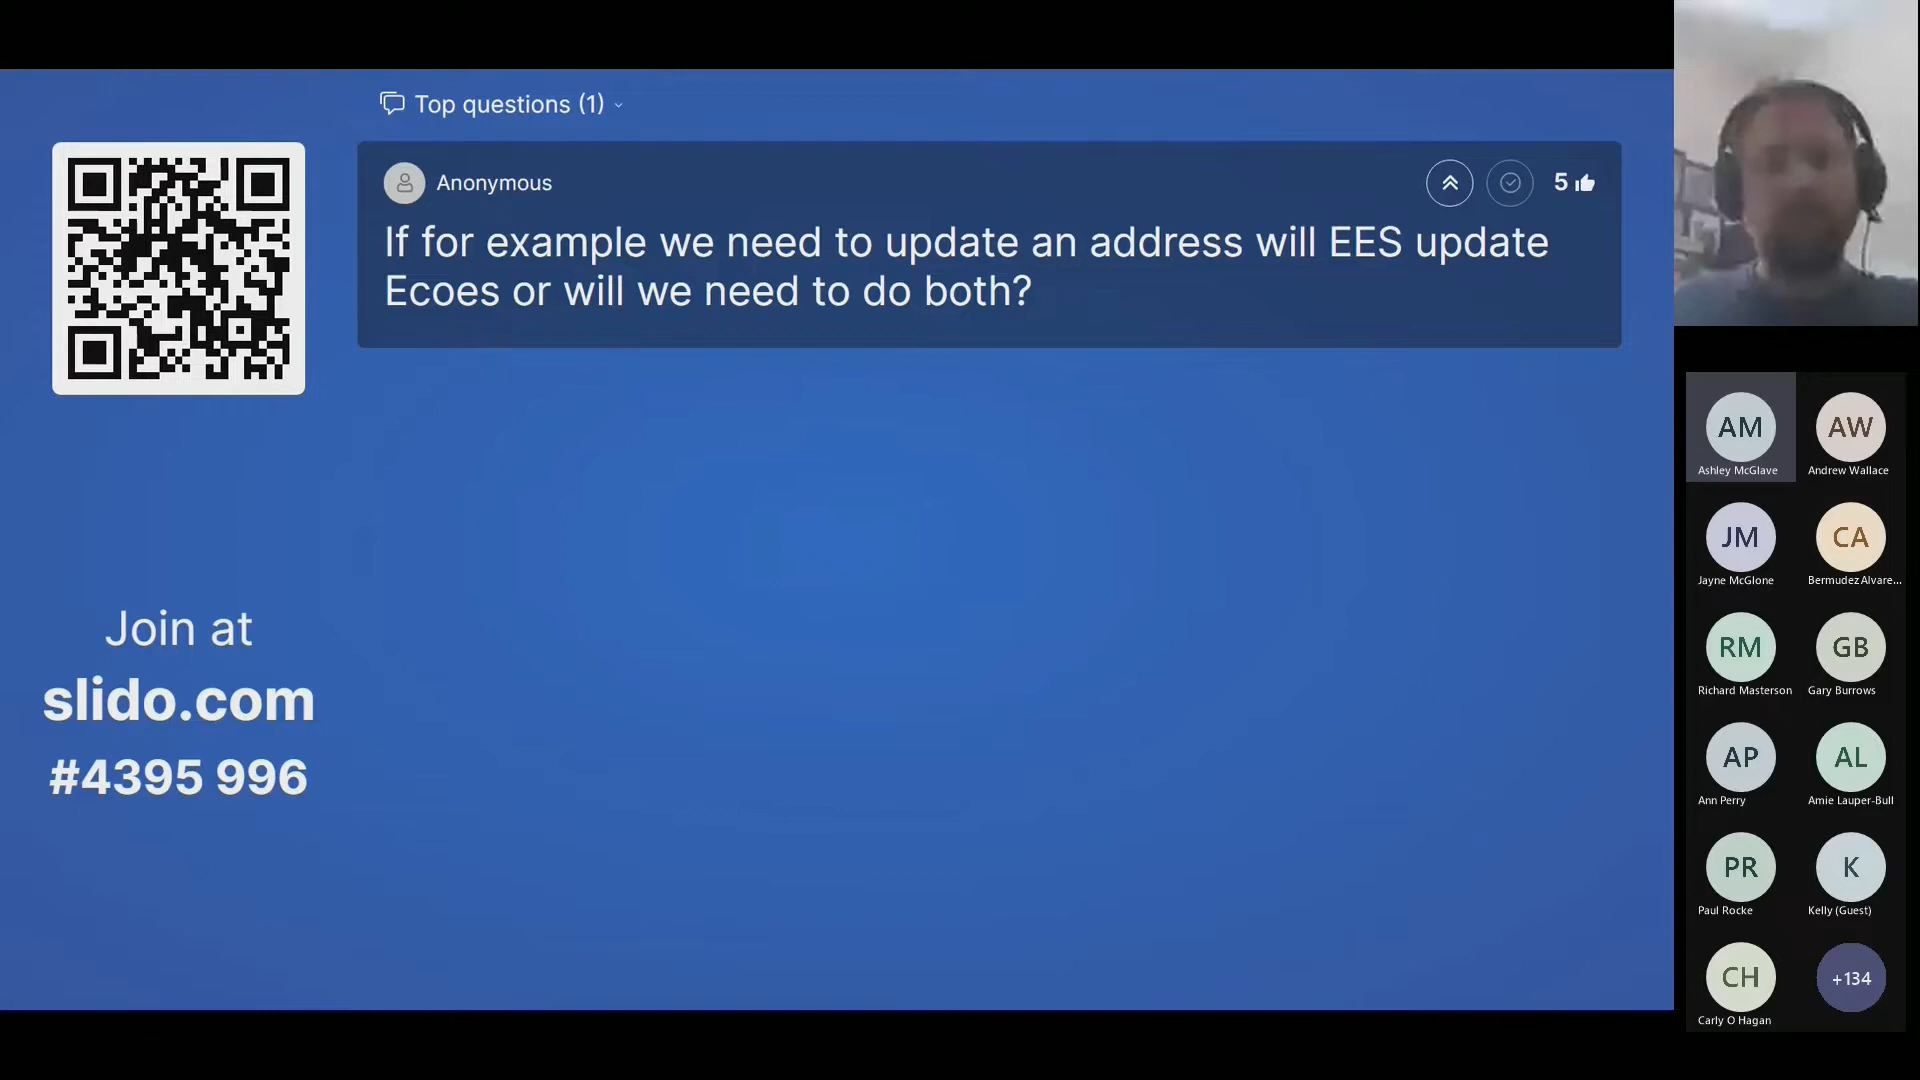 Top questions (1)
Anonymous
5
If for example we need to update an address will EES update
Ecoes or will we need to do both?
Join at
slido.com
#4395 996
AM
Ashley McGlave
AW
Andrew Wallace
JM
Jayne McGlone
CA
Bermudez Alvare...
RM
Richard Masterson
GB
Gary Burrows
AP
Ann Perry
AL
Amie Lauper-Bull
PR
Paul Rocke
K
Kelly (Guest)
CH
Carly O Hagan
+134